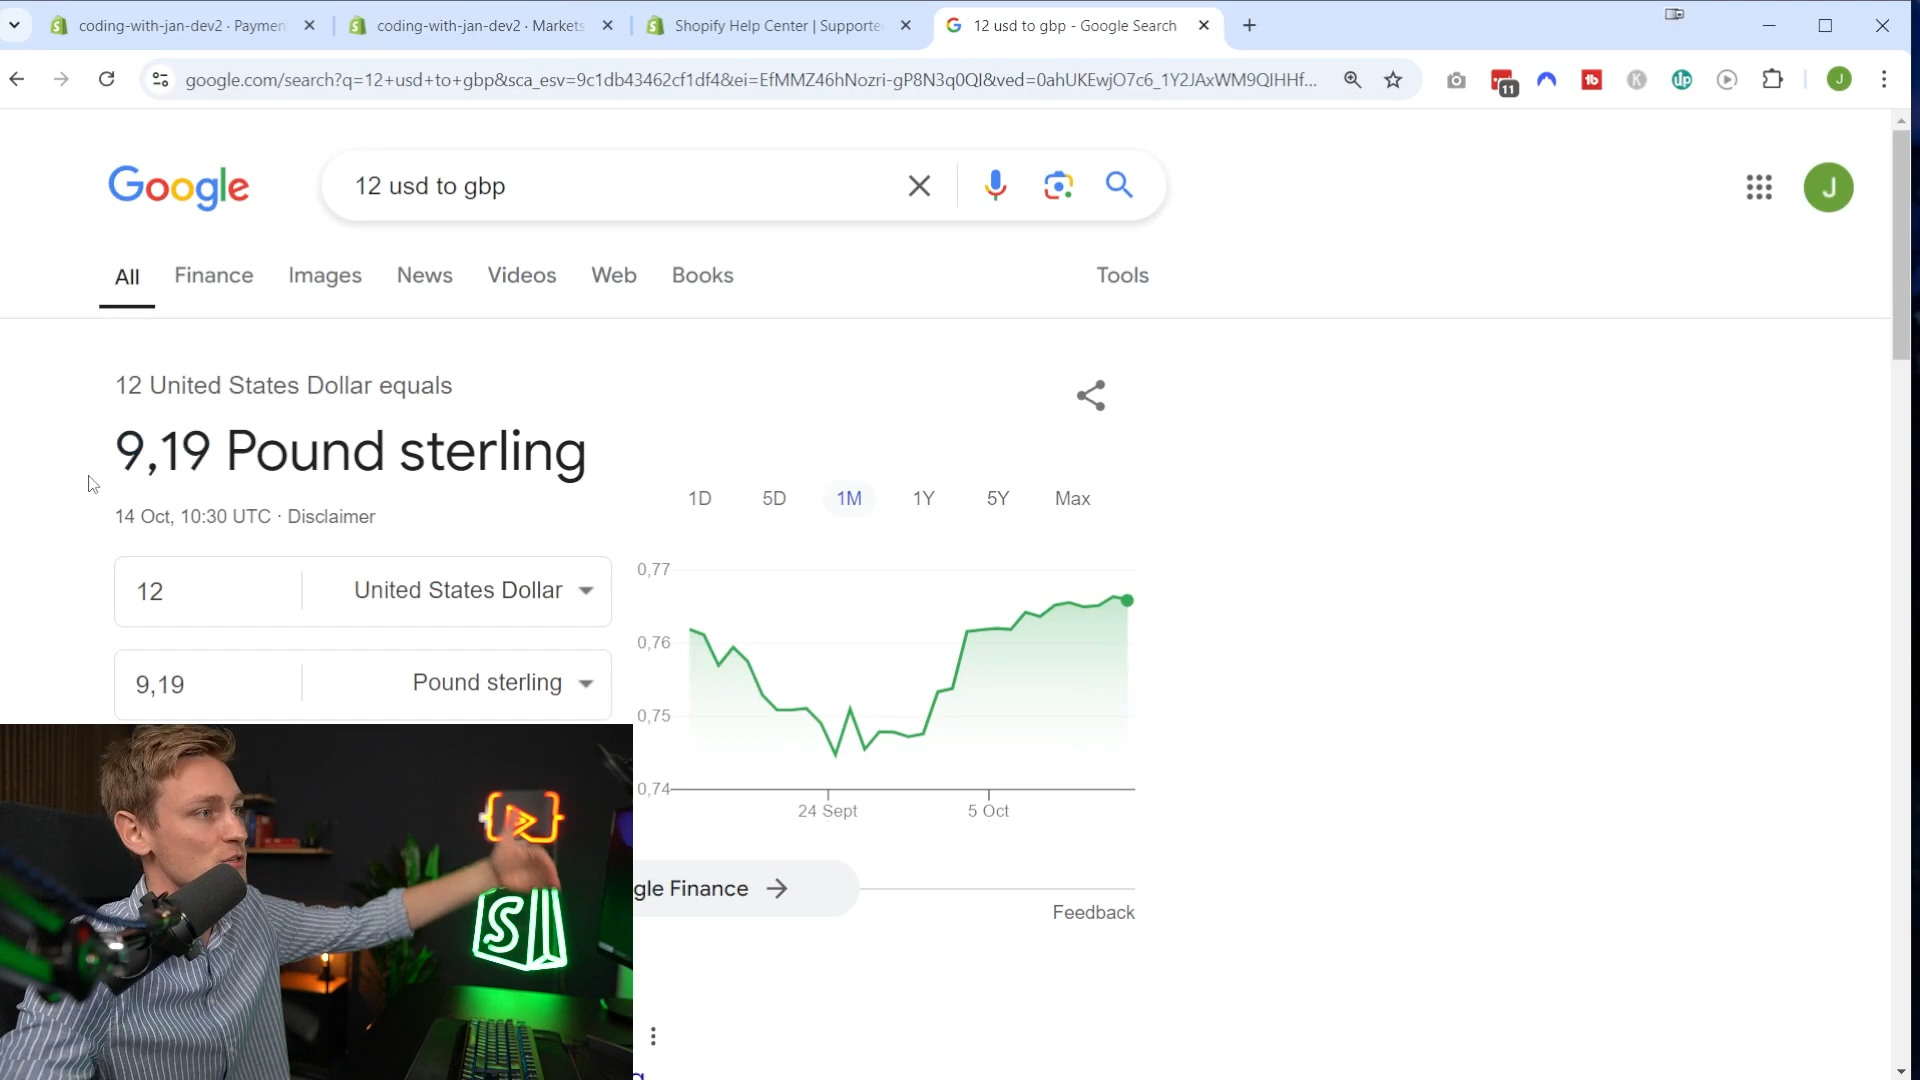 coding-with-jan-dev2 · Paymen
coding-with-jan-dev2 · Markets
Shopify Help Center | Supporte
12 usd to gbp - Google Search
google.com/search?q=12+usd+to+gbp&sca_esv=9c1db43462cf1df4&ei=EfMMZ46hNozri-gP8N3q0QI&ved=0ahUKEwjO7c6_1Y2JAxWM9QIHHf...
11
Google
12 usd to gbp
J
All
Finance
Images
News
Videos
Web
Books
Tools
12 United States Dollar equals
9,19 Pound sterling
14 Oct, 10:30 UTC · Disclaimer
12
United States Dollar
9,19
Pound sterling
1D
5D
1M
1Y
5Y
Max
0,77
0,76
0,75
0,74
24 Sept
5 Oct
gle Finance
Feedback